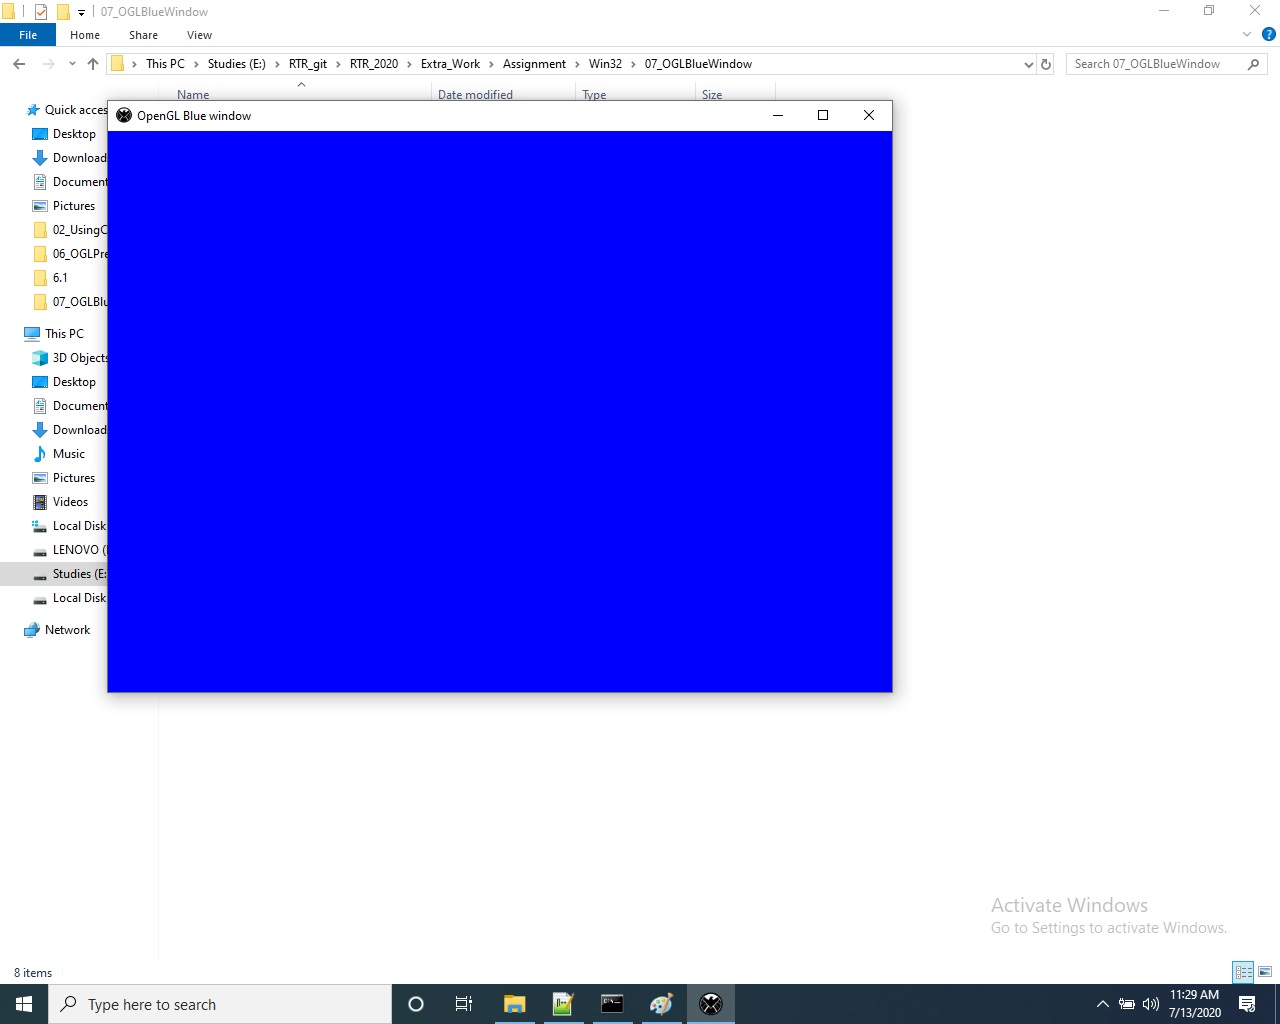 07_OGLBlueWindow
File Home Share View
This PC Studies (E:) RTR_git RTR_2020 Extra_Work Assignment Win32 07_OGLBlueWindow
Search 07_OGLBlueWindow
Name Date modified Type Size
OpenGL Blue window
Quick acces
Desktop
Download
Document
Pictures
02_UsingC
06_OGLPre
6.1
07_OGLBlu
This PC
3D Objects
Desktop
Document
Download
Music
Pictures
Videos
Local Disk
LENOVO (
Studies (E:
Local Disk
Network
Activate Windows
Go to Settings to activate Windows.
8 items
Type here to search
11:29 AM
7/13/2020